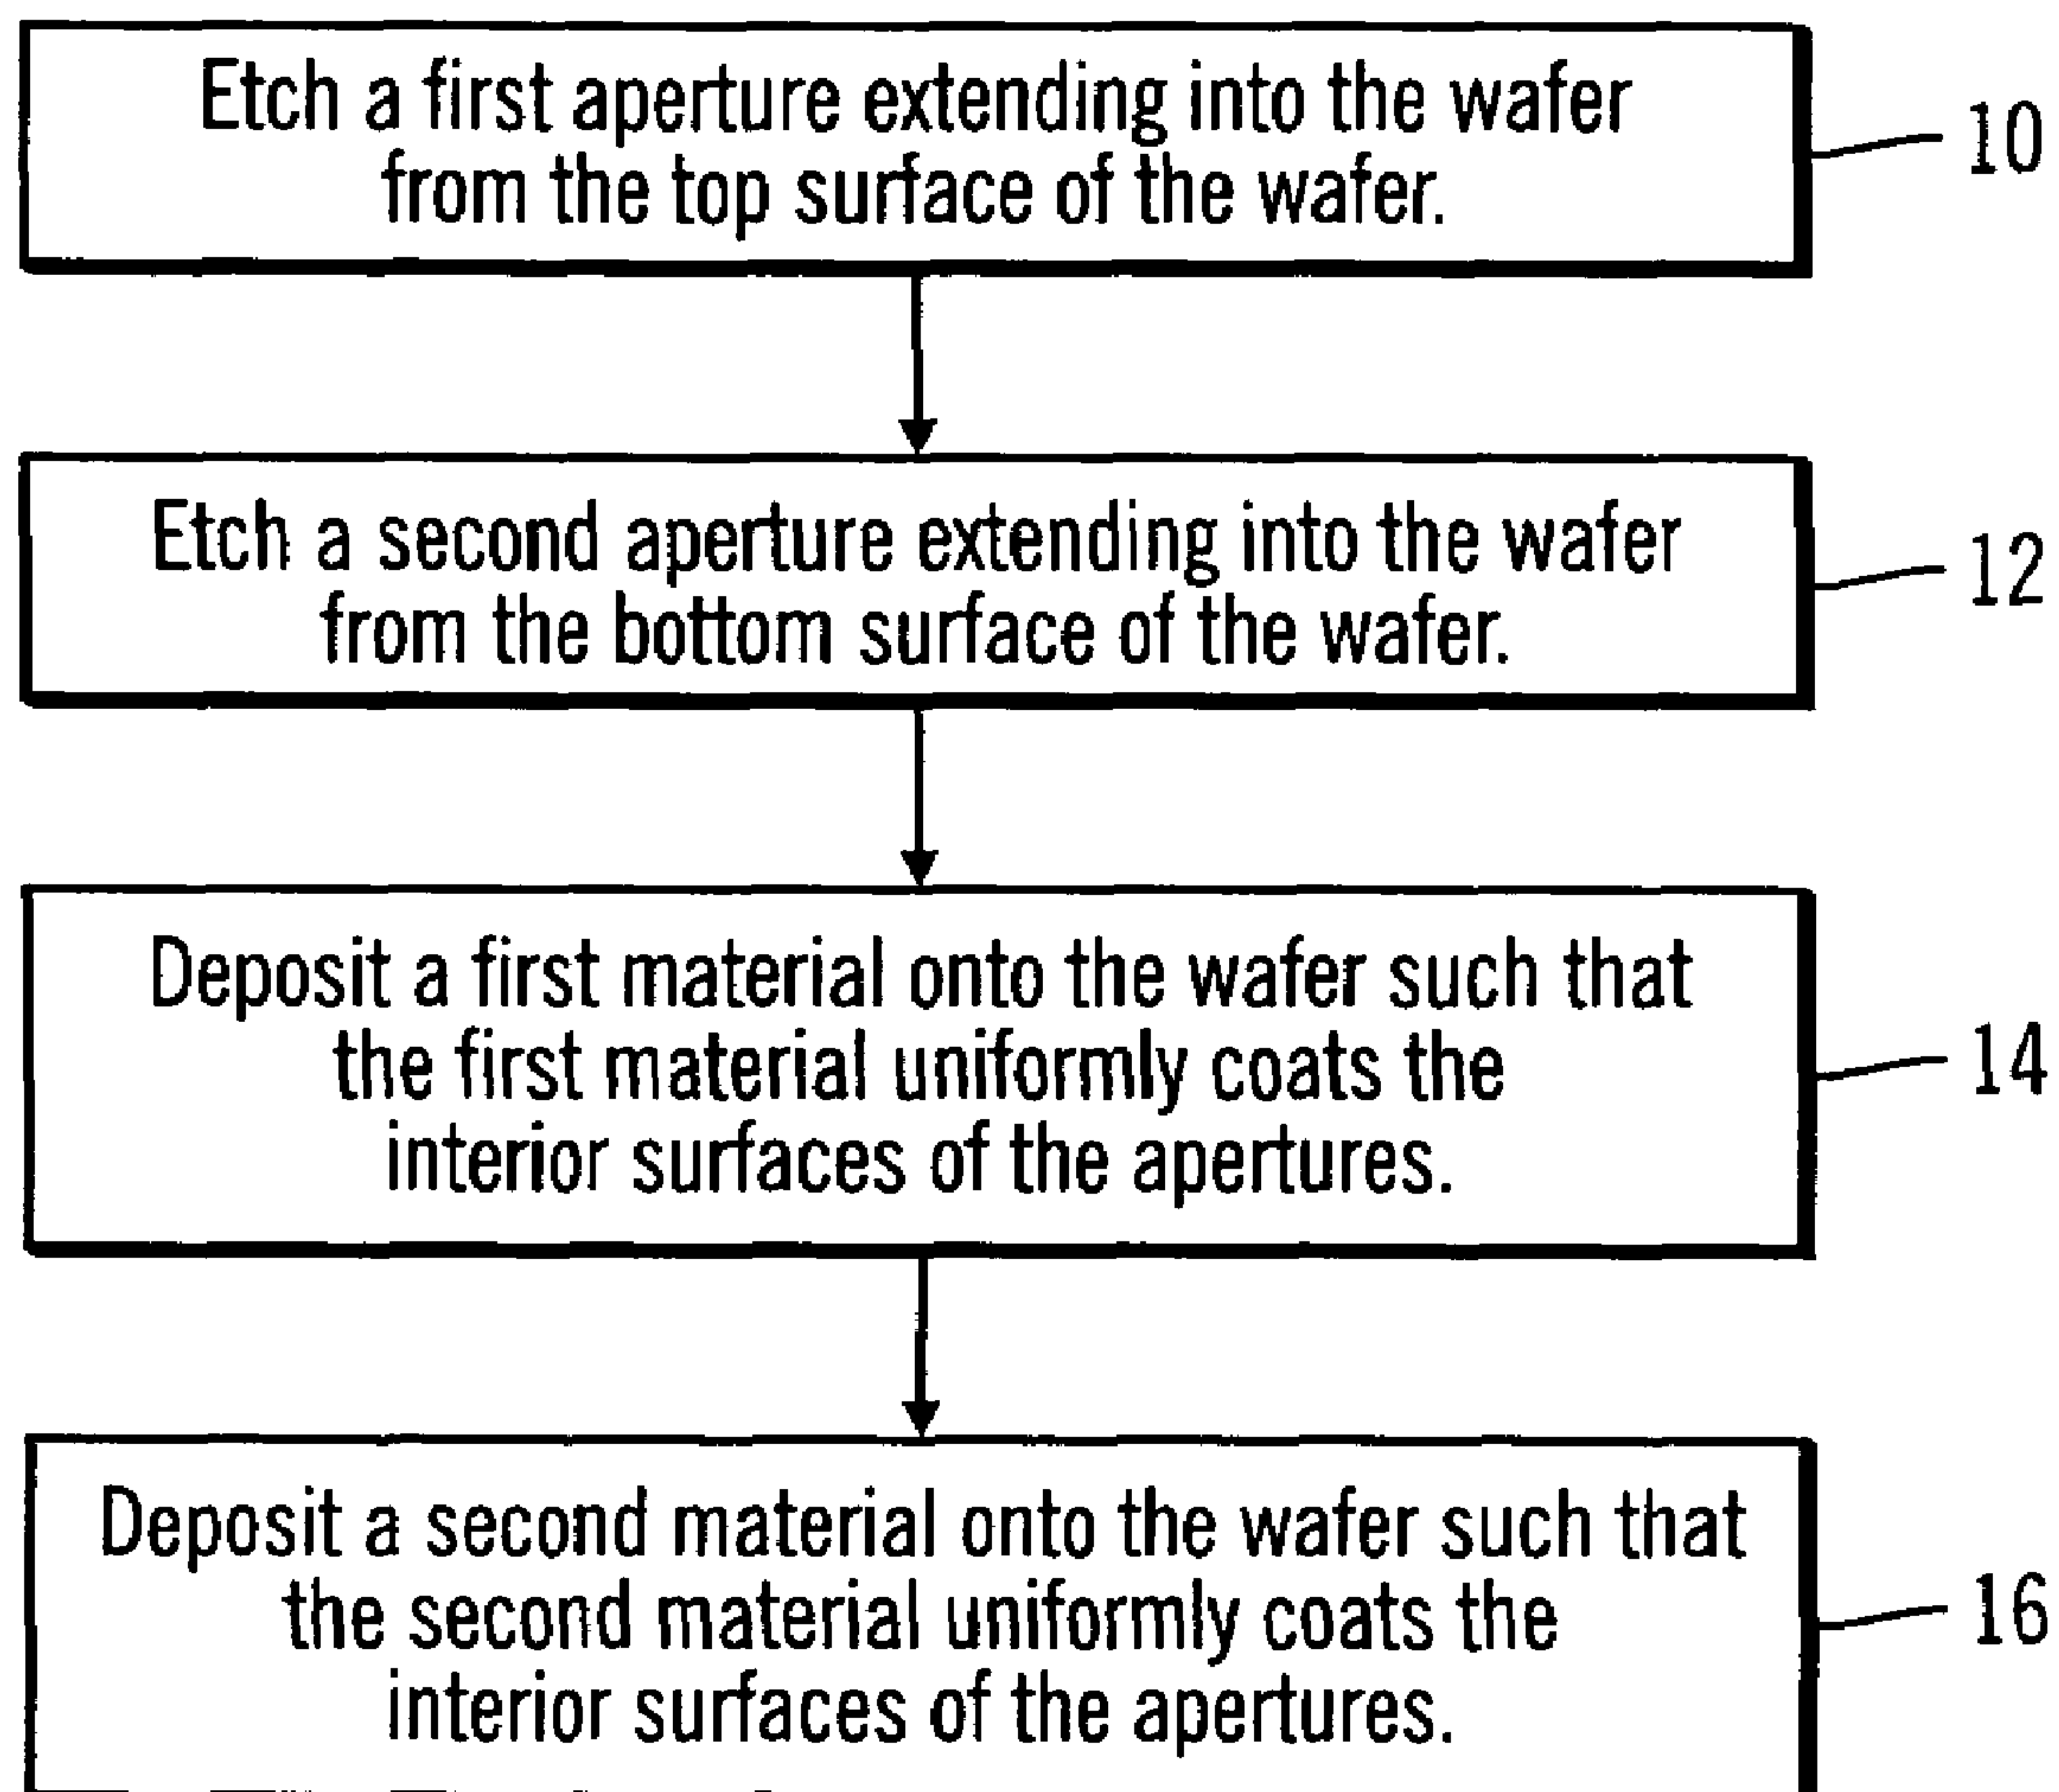 Etch a first aperture extending into the wafer
from the top surface of the wafer.
10
Etch a second aperture extending into the wafer
from the bottom surface of the wafer.
12
Deposit a first material onto the wafer such that
the first material uniformly coats the
interior surfaces of the apertures.
14
Deposit a second material onto the wafer such that
the second material uniformly coats the
interior surfaces of the apertures.
16